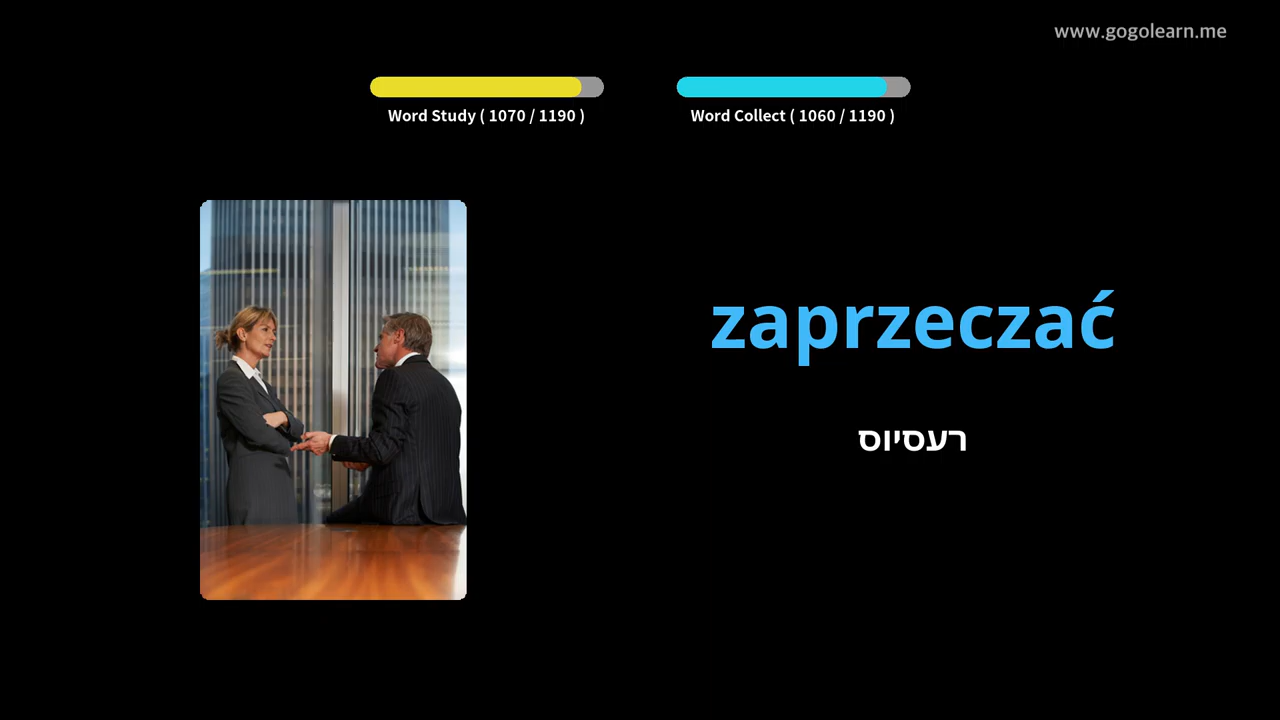 www.gogolearn.me
Word Study ( 1070 / 1190 )
Word Collect ( 1060 / 1190 )
zaprzeczać
רעסיוס